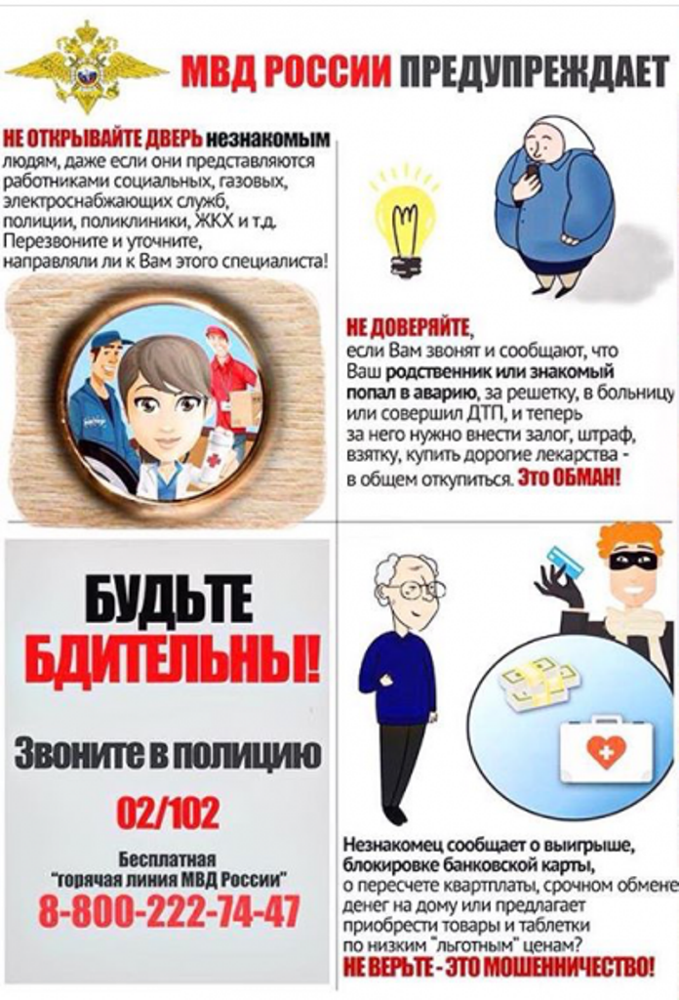 МВД РОССИИ ПРЕДУПРЕЖДАЕТ
НЕ ОТКРЫВАЙТЕ ДВЕРЬ незнакомым
людям, даже если они представляются
работниками социальных, газовых,
электроснабжающих служб,
полиции, поликлиники, ЖКХ и т.д.
Перезвоните и уточните,
направляли ли к Вам этого специалиста!
НЕ ДОВЕРЯЙТЕ,
если Вам звонят и сообщают, что
Ваш родственник или знакомый
попал в аварию, за решетку, в больницу
или совершил ДТП, и теперь
за него нужно внести залог, штраф,
взятку, купить дорогие лекарства -
в общем откупиться. Это ОБМАН!
БУДЬТЕ
БДИТЕЛЬНЫ!
Звоните в полицию
02/102
Бесплатная
"горячая линия МВД России"
8-800-222-74-47
Незнакомец сообщает о выигрыше,
блокировке банковской карты,
о пересчете квартплаты, срочном обмене
денег на дому или предлагает
приобрести товары и таблетки
по низким "льготным" ценам?
НЕ ВЕРЬТЕ - ЭТО МОШЕННИЧЕСТВО!